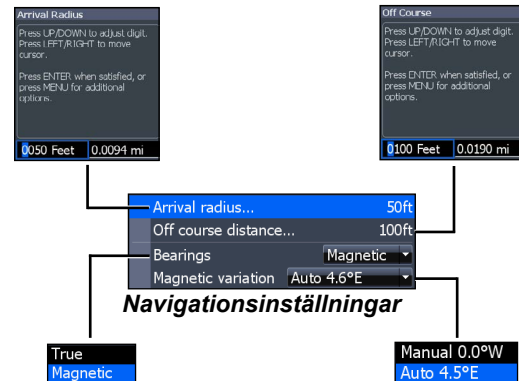 Arrival Radius
Press UP/DOWN to adjust digit.
Press LEFT/RIGHT to move
cursor.
Press ENTER when satisfied, or
press MENU for additional
options.
0050 Feet 0.0094 mi
Off Course
Press UP/DOWN to adjust digit.
Press LEFT/RIGHT to move
cursor.
Press ENTER when satisfied, or
press MENU for additional
options.
0100 Feet 0.0190 mi
Arrival radius... 50ft
Off course distance... 100ft
Bearings Magnetic
Magnetic variation Auto 4.6°E
Navigationsinställningar
True
Magnetic
Manual 0.0°W
Auto 4.5°E